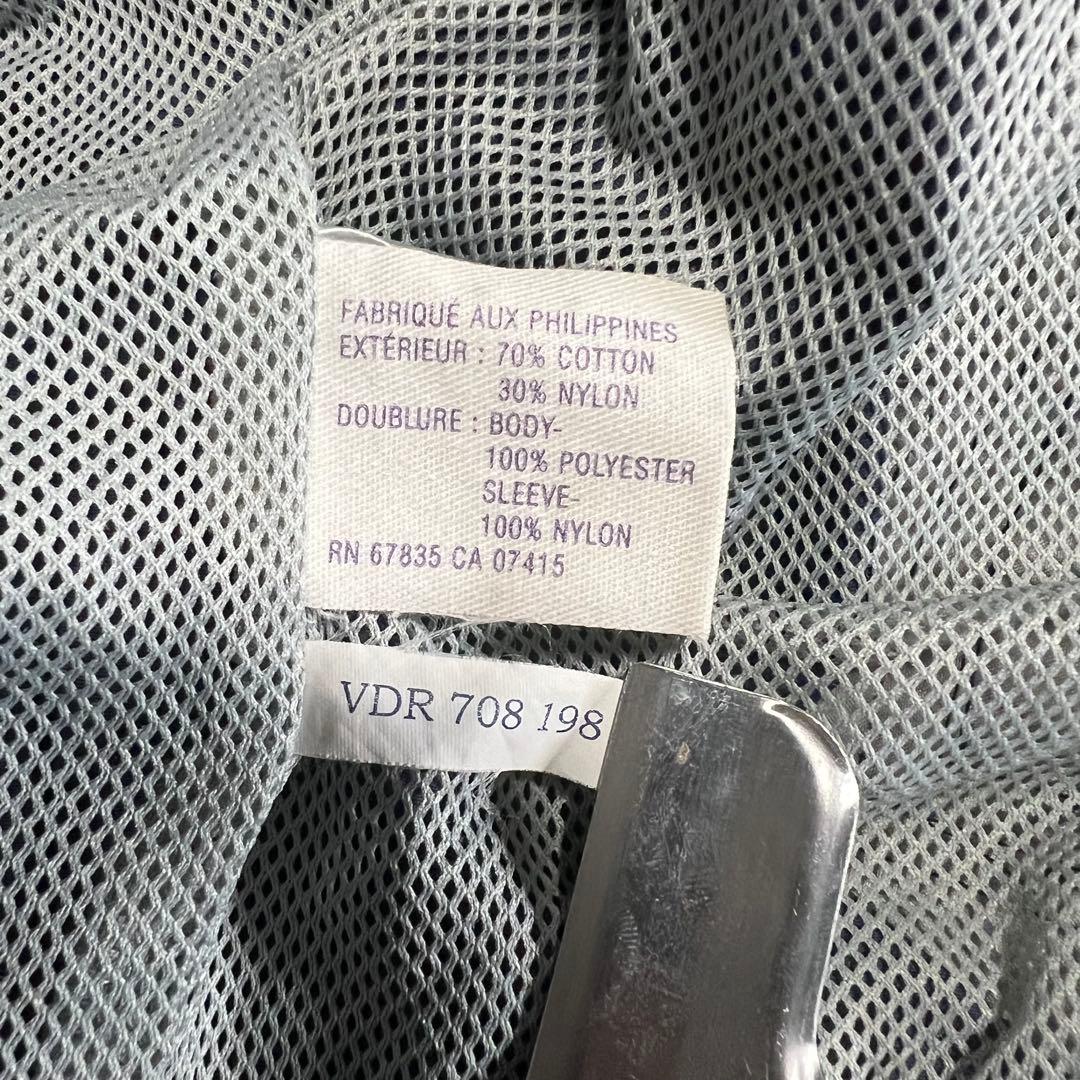 FABRIQUÉ AUX PHILIPPINES
EXTÉRIEUR : 70% COTTON
30% NYLON
DOUBLURE : BODY-
100% POLYESTER
SLEEVE-
100% NYLON
RN 67835 CA 07415
VDR 708 198